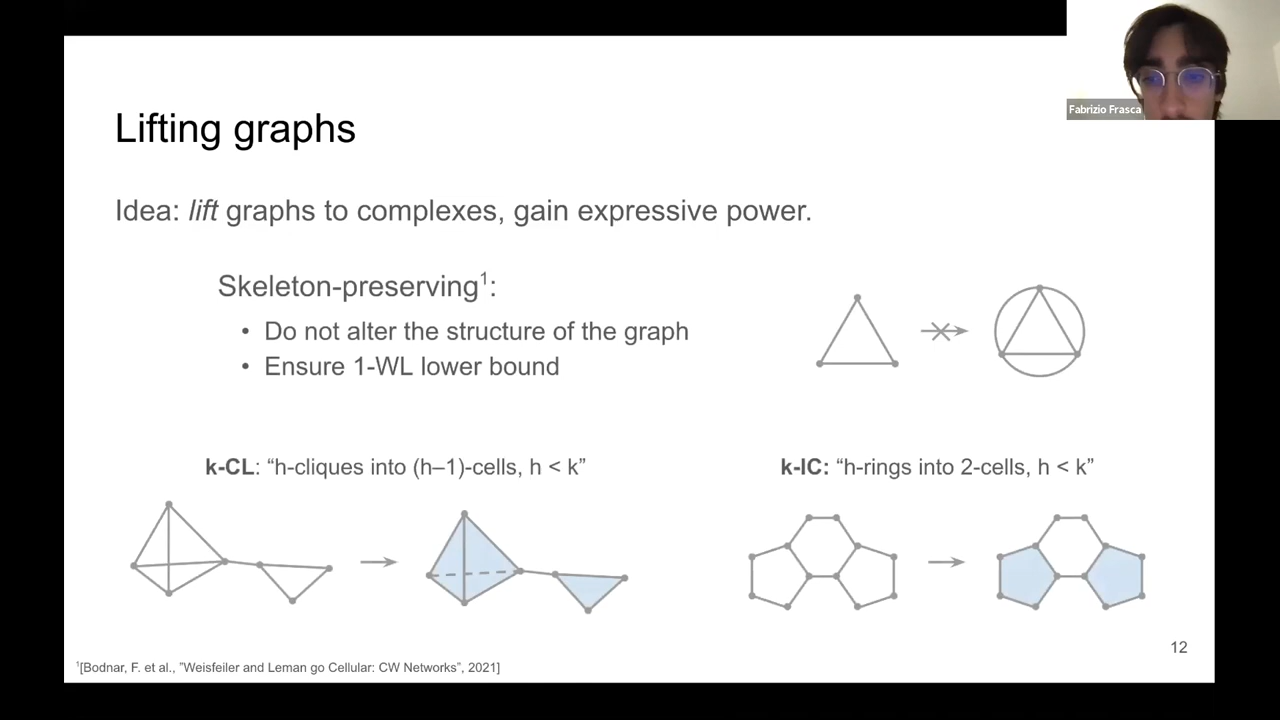 Fabrizio Frasca
Lifting graphs
Idea: lift graphs to complexes, gain expressive power.
Skeleton-preserving¹:
• Do not alter the structure of the graph
• Ensure 1-WL lower bound
k-CL: “h-cliques into (h–1)-cells, h < k”
k-IC: “h-rings into 2-cells, h < k”
12
¹[Bodnar, F. et al., "Weisfeiler and Leman go Cellular: CW Networks", 2021]